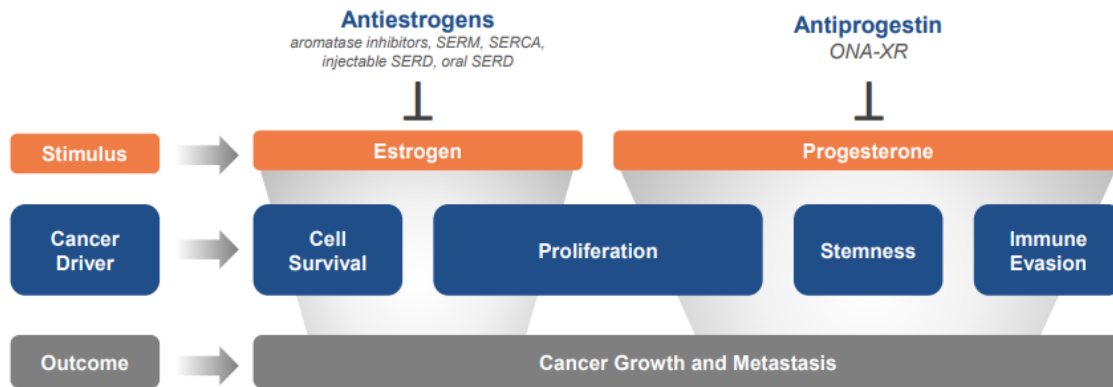 Antiestrogens
aromatase inhibitors, SERM, SERCA,
injectable SERD, oral SERD
Antiprogestin
ONA-XR
Stimulus
Estrogen
Progesterone
Cancer
Driver
Cell
Survival
Proliferation
Stemness
Immune
Evasion
Outcome
Cancer Growth and Metastasis